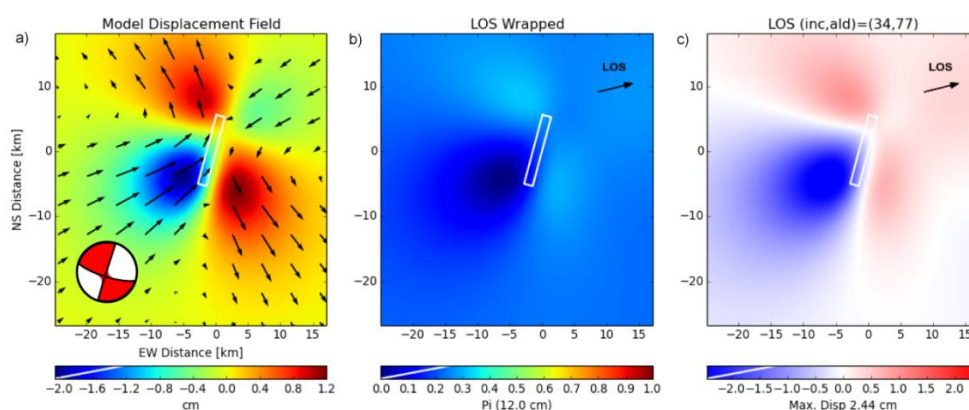 Model Displacement Field
LOS Wrapped
LOS (inc,ald)=(34,77)
a)
b)
c)
LOS
LOS
NS Distance [km]
10
0
−10
−20
10
0
−10
−20
10
0
−10
−20
−20 −15 −10 −5 0 5 10 15
−20 −15 −10 −5 0 5 10 15
−20 −15 −10 −5 0 5 10 15
EW Distance [km]
−2.0 −1.6 −1.2 −0.8 −0.4 0.0 0.4 0.8 1.2
0.0 0.1 0.2 0.3 0.4 0.5 0.6 0.7 0.8 0.9 1.0
−2.0 −1.5 −1.0 −0.5 0.0 0.5 1.0 1.5 2.0
cm
Pi (12.0 cm)
Max. Disp 2.44 cm